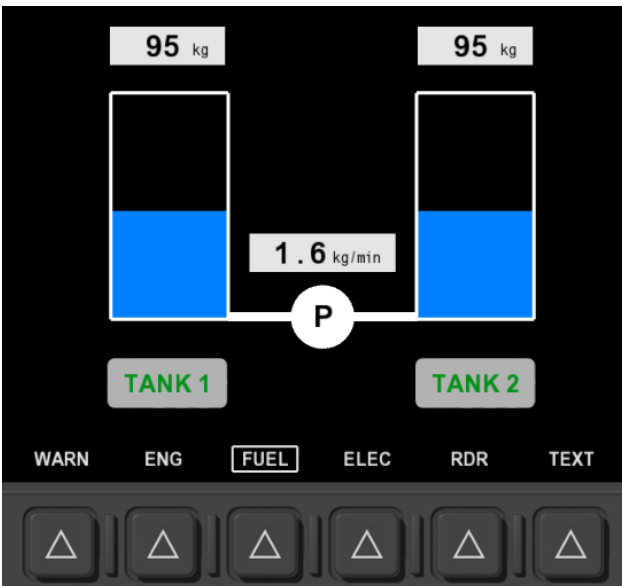 95 kg
95 kg
1.6 kg/min
P
TANK 1
TANK 2
WARN
ENG
FUEL
ELEC
RDR
TEXT